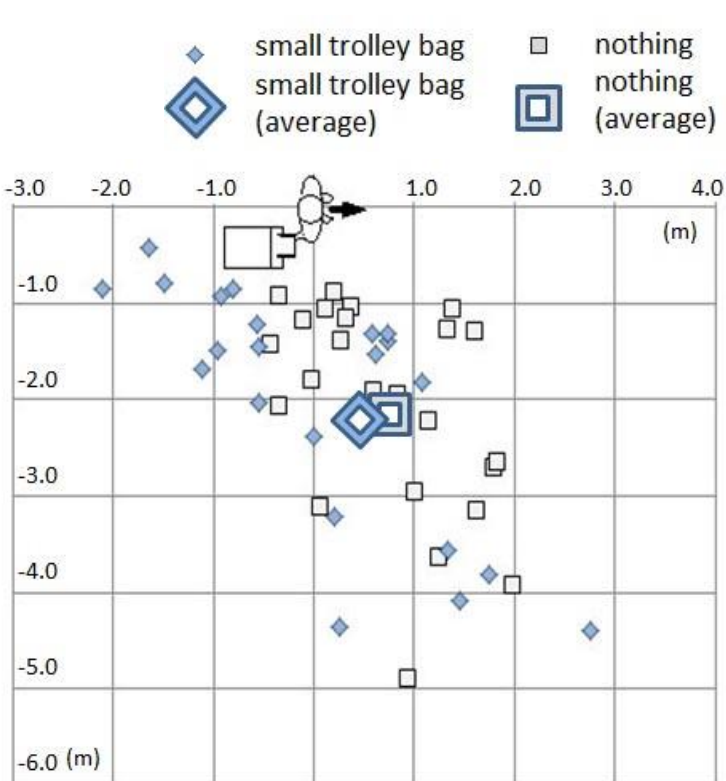 small trolley bag
nothing
small trolley bag
(average)
nothing
(average)
-3.0 -2.0 -1.0 1.0 2.0 3.0 4.0
(m)
-1.0
-2.0
-3.0
-4.0
-5.0
-6.0 (m)